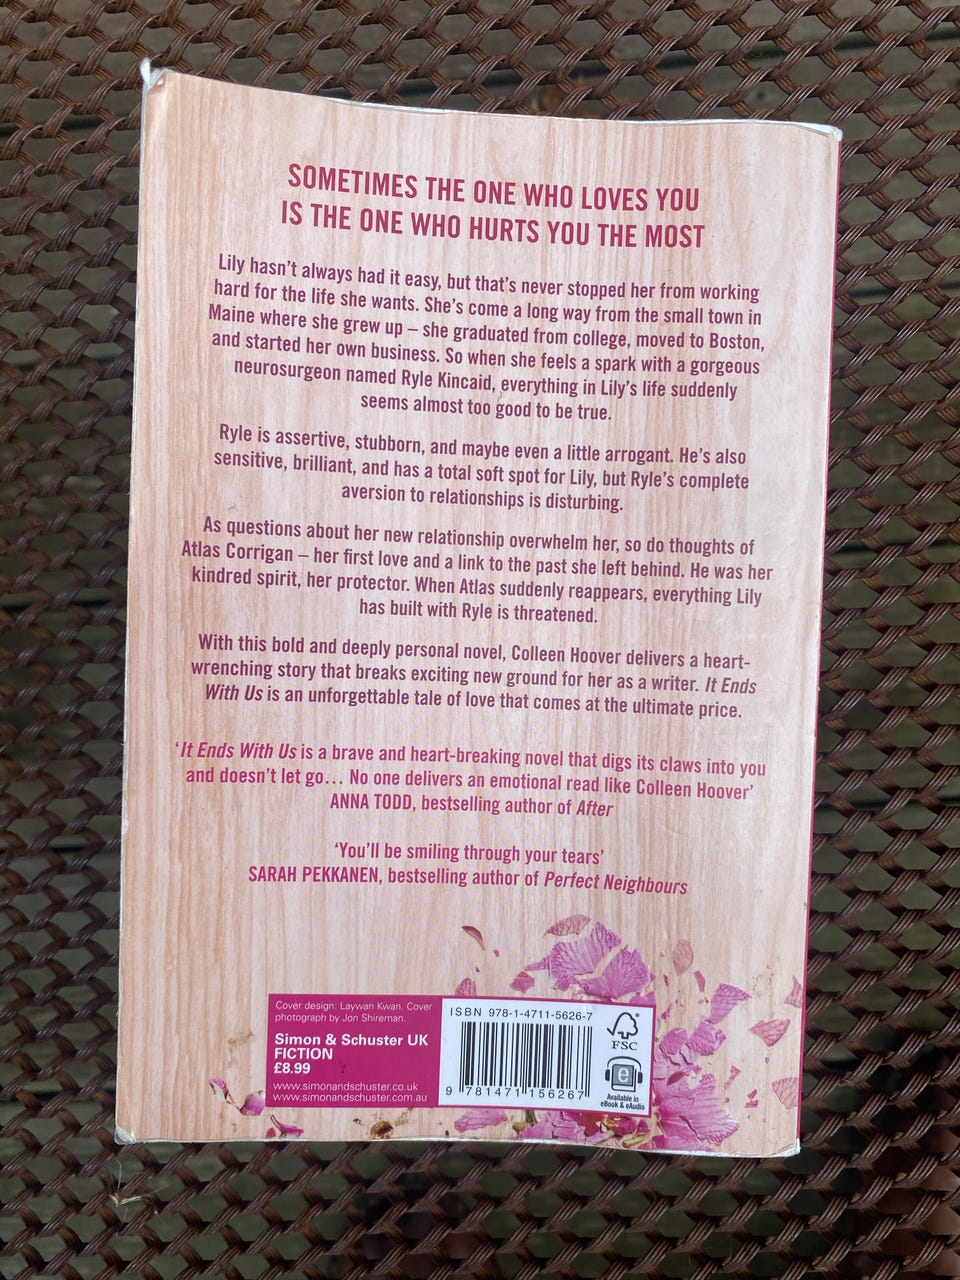 SOMETIMES THE ONE WHO LOVES YOU
IS THE ONE WHO HURTS YOU THE MOST
Lily hasn't always had it easy, but that's never stopped her from working
hard for the life she wants. She's come a long way from the small town in
Maine where she grew up – she graduated from college, moved to Boston,
and started her own business. So when she feels a spark with a gorgeous
neurosurgeon named Ryle Kincaid, everything in Lily's life suddenly
seems almost too good to be true.
Ryle is assertive, stubborn, and maybe even a little arrogant. He's also
sensitive, brilliant, and has a total soft spot for Lily, but Ryle's complete
aversion to relationships is disturbing.
As questions about her new relationship overwhelm her, so do thoughts of
Atlas Corrigan – her first love and a link to the past she left behind. He was her
kindred spirit, her protector. When Atlas suddenly reappears, everything Lily
has built with Ryle is threatened.
With this bold and deeply personal novel, Colleen Hoover delivers a heart-
wrenching story that breaks exciting new ground for her as a writer. It Ends
With Us is an unforgettable tale of love that comes at the ultimate price.
'It Ends With Us is a brave and heart-breaking novel that digs its claws into you
and doesn't let go… No one delivers an emotional read like Colleen Hoover'
ANNA TODD, bestselling author of After
'You'll be smiling through your tears'
SARAH PEKKANEN, bestselling author of Perfect Neighbours
Cover design: Laywan Kwan. Cover
photograph by Jon Shireman.
Simon & Schuster UK
FICTION
£8.99
www.simonandschuster.co.uk
www.simonandschuster.com.au
ISBN 978-1-4711-5626-7
9 781471 156267
FSC
e
Available in
eBook & eAudio